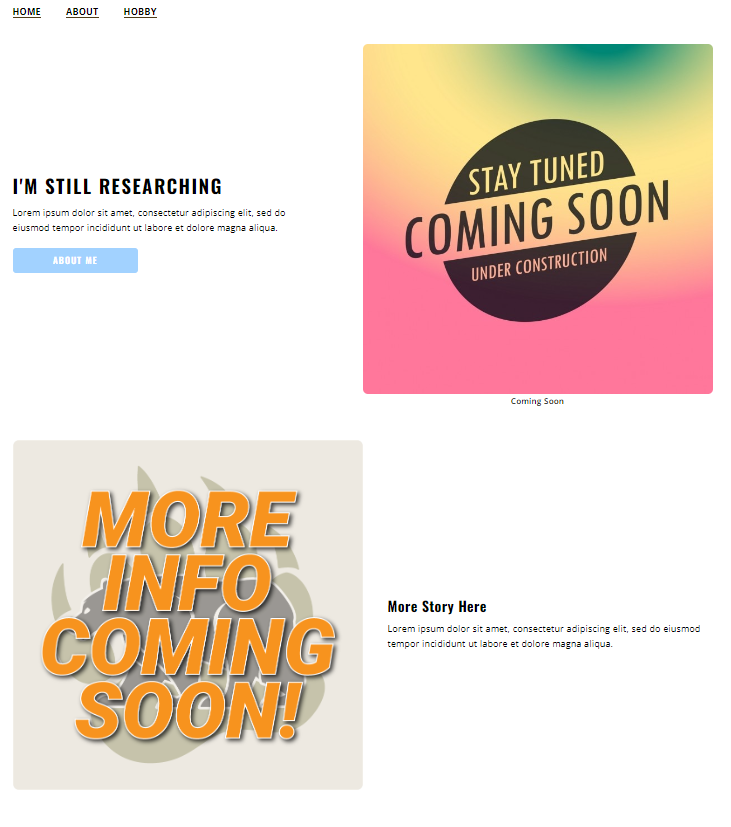 HOME ABOUT HOBBY
I'M STILL RESEARCHING
Lorem ipsum dolor sit amet, consectetur adipiscing elit, sed do
eiusmod tempor incididunt ut labore et dolore magna aliqua.
ABOUT ME
STAY TUNED
COMING SOON
UNDER CONSTRUCTION
Coming Soon
MORE
INFO
COMING
SOON!
More Story Here
Lorem ipsum dolor sit amet, consectetur adipiscing elit, sed do eiusmod
tempor incididunt ut labore et dolore magna aliqua.